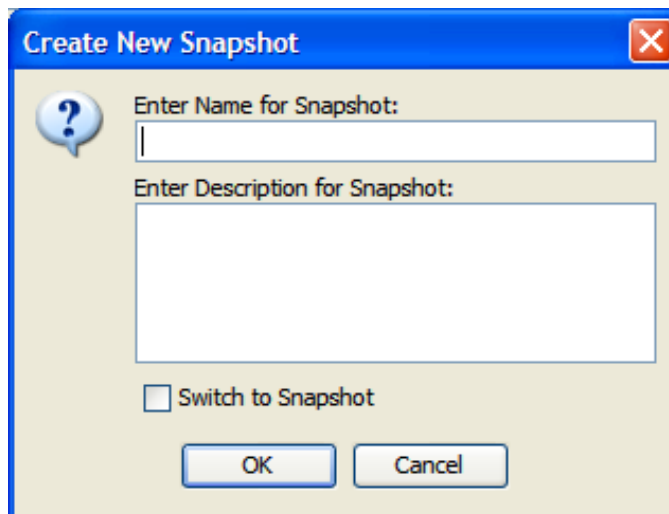 Create New Snapshot
Enter Name for Snapshot:
Enter Description for Snapshot:
Switch to Snapshot
OK Cancel